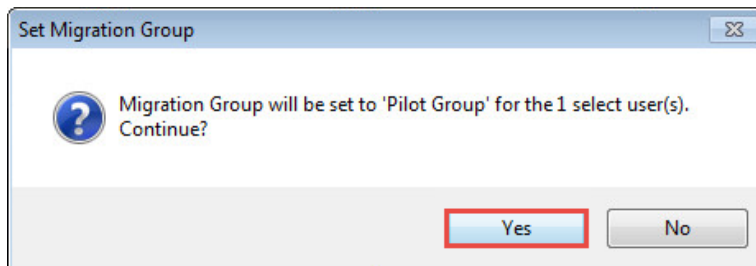 Set Migration Group
Migration Group will be set to 'Pilot Group' for the 1 select user(s).
Continue?
Yes
No